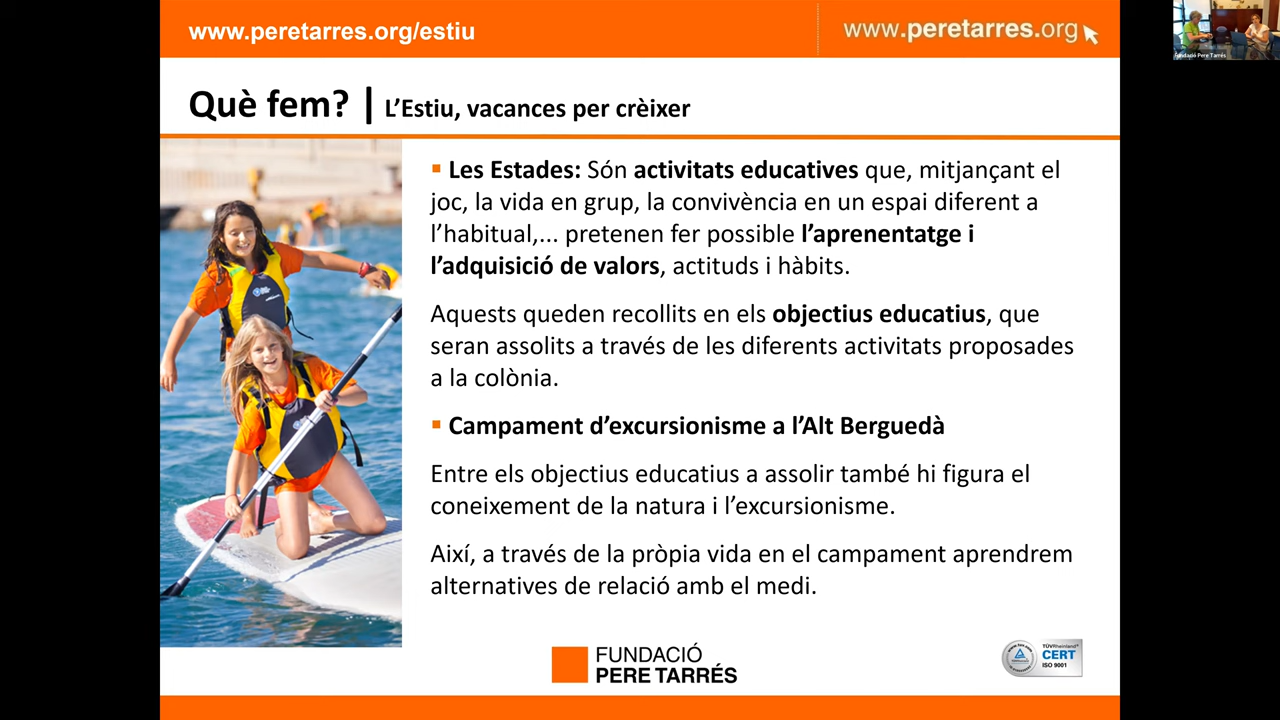 www.peretarres.org/estiu
www.peretarres.org
Fundació Pere Tarrés
Què fem? | L’Estiu, vacances per crèixer
▪ Les Estades: Són activitats educatives que, mitjançant el
joc, la vida en grup, la convivència en un espai diferent a
l’habitual,... pretenen fer possible l’aprenentatge i
l’adquisició de valors, actituds i hàbits.
Aquests queden recollits en els objectius educatius, que
seran assolits a través de les diferents activitats proposades
a la colònia.
▪ Campament d’excursionisme a l’Alt Berguedà
Entre els objectius educatius a assolir també hi figura el
coneixement de la natura i l’excursionisme.
Així, a través de la pròpia vida en el campament aprendrem
alternatives de relació amb el medi.
FUNDACIÓ
PERE TARRÉS
TÜVRheinland
CERT
ISO 9001